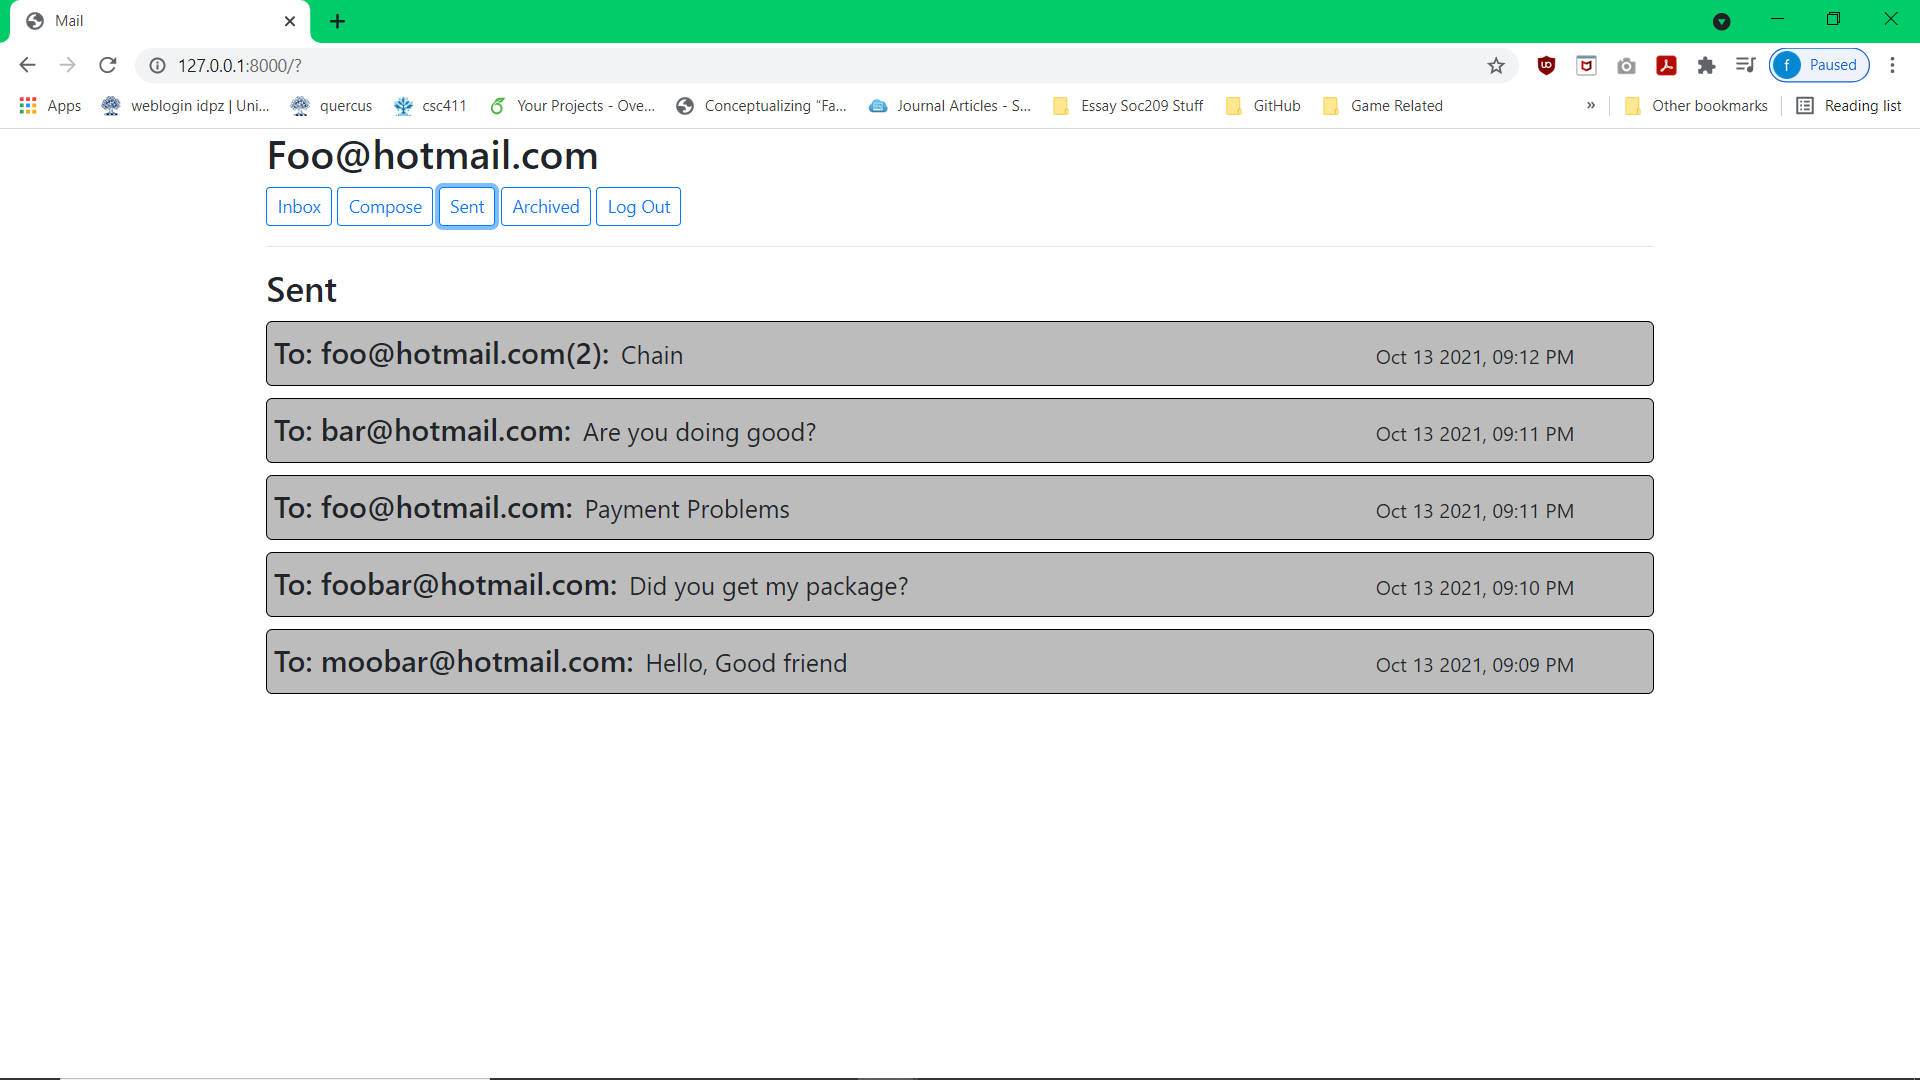 Mail
127.0.0.1:8000/?
f Paused
Apps weblogin idpz | Uni... quercus csc411 Your Projects - Ove... Conceptualizing “Fa... Journal Articles - S... Essay Soc209 Stuff GitHub Game Related » Other bookmarks Reading list
Foo@hotmail.com
Inbox Compose Sent Archived Log Out
Sent
To: foo@hotmail.com(2): Chain Oct 13 2021, 09:12 PM
To: bar@hotmail.com: Are you doing good? Oct 13 2021, 09:11 PM
To: foo@hotmail.com: Payment Problems Oct 13 2021, 09:11 PM
To: foobar@hotmail.com: Did you get my package? Oct 13 2021, 09:10 PM
To: moobar@hotmail.com: Hello, Good friend Oct 13 2021, 09:09 PM